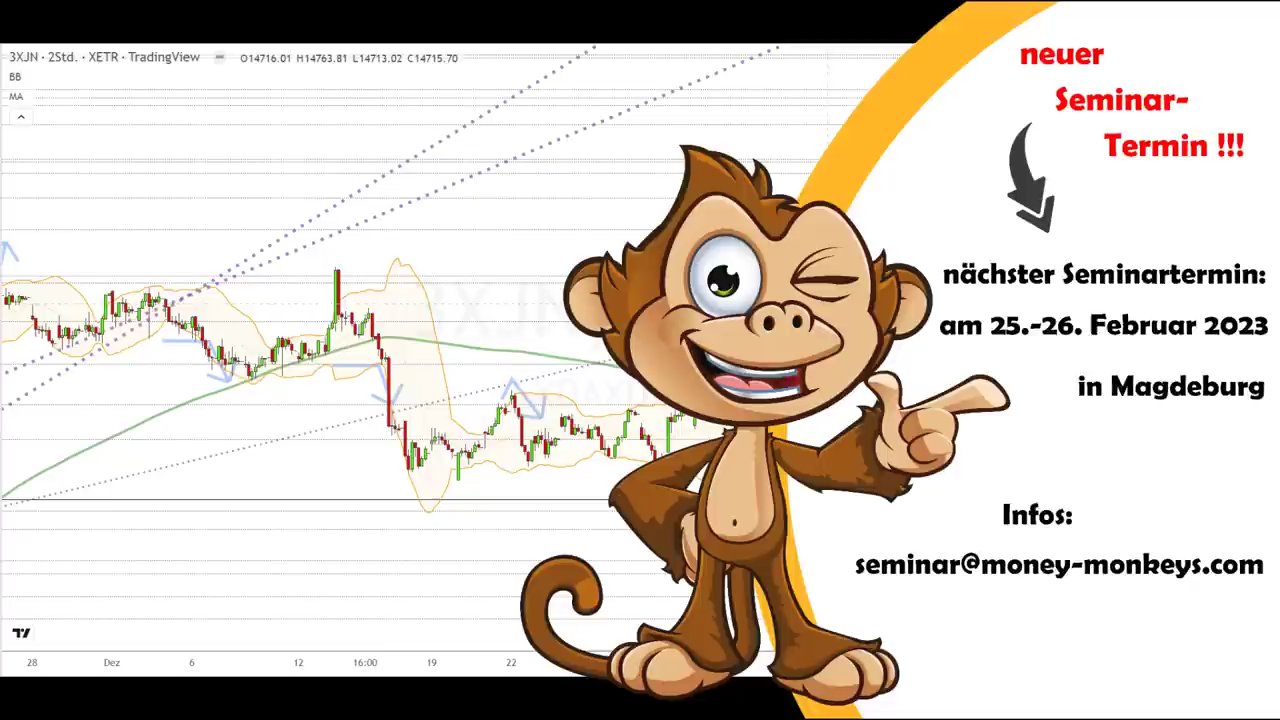 3XJN · 2Std. · XETR · TradingView
O14716.01 H14763.81 L14713.02 C14715.70
BB
MA
3XJN
28 Dez 6 12 16:00 19 22
neuer
Seminar-
Termin !!!
nächster Seminartermin:
am 25.-26. Februar 2023
in Magdeburg
Infos:
seminar@money-monkeys.com